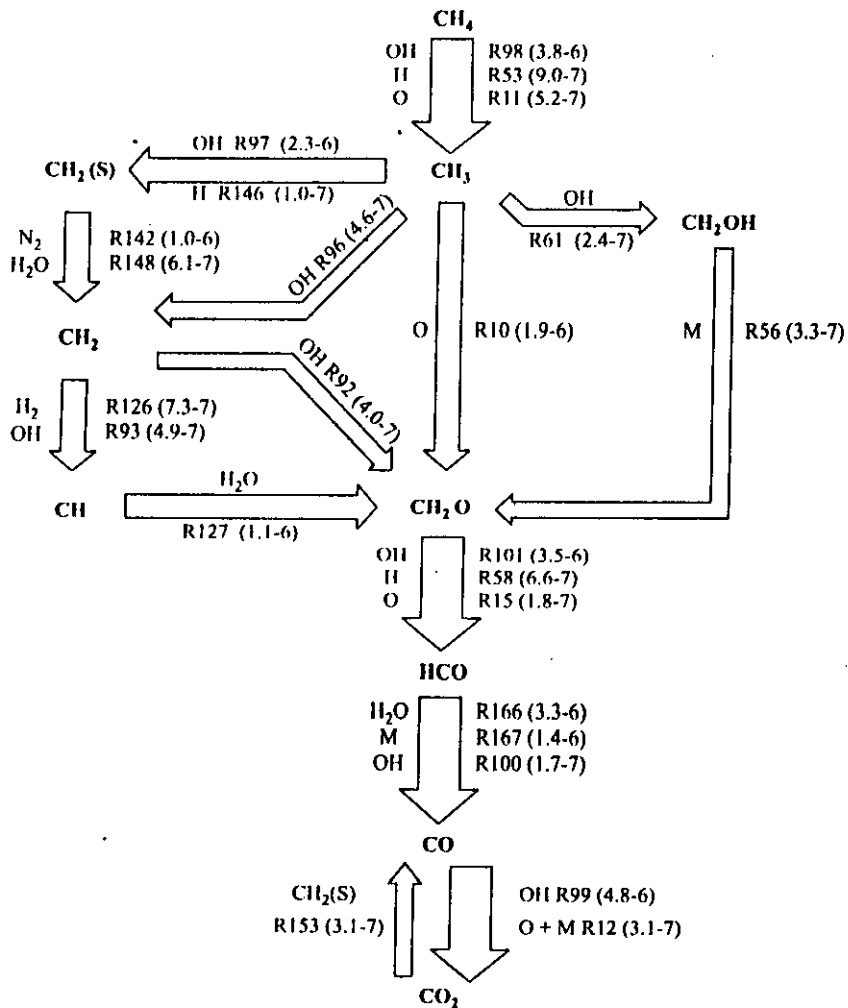 CH₄
OH R98 (3.8-6)
H R53 (9.0-7)
O R11 (5.2-7)
OH R97 (2.3-6)
CH₂(S)
CH₃
H R146 (1.0-7)
OH
CH₂OH
R61 (2.4-7)
N₂ R142 (1.0-6)
H₂O R148 (6.1-7)
OH R96 (4.6-7)
CH₂
O R10 (1.9-6)
M R56 (3.3-7)
OH R92 (4.0-7)
H₂ R126 (7.3-7)
OH R93 (4.9-7)
H₂O
CH
CH₂O
R127 (1.1-6)
OH R101 (3.5-6)
H R58 (6.6-7)
O R15 (1.8-7)
HCO
H₂O R166 (3.3-6)
M R167 (1.4-6)
OH R100 (1.7-7)
CO
CH₂(S)
R153 (3.1-7)
OH R99 (4.8-6)
O + M R12 (3.1-7)
CO₂